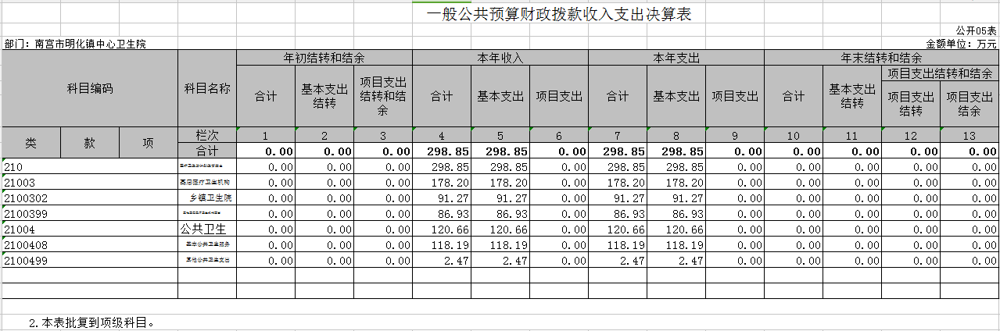 一般公共预算财政拨款收入支出决算表
公开05表
部门：南宫市明化镇中心卫生院 金额单位：万元
科目编码 科目名称 年初结转和结余 本年收入 本年支出 年末结转和结余
合计 基本支出结转 项目支出结转和结余 合计 基本支出 项目支出 合计 基本支出 项目支出 合计 基本支出结转 项目支出结转和结余
项目支出结转 项目支出结余
类 款 项 栏次 1 2 3 4 5 6 7 8 9 10 11 12 13
合计 0.00 0.00 0.00 298.85 298.85 0.00 298.85 298.85 0.00 0.00 0.00 0.00 0.00
210 0.00 0.00 0.00 298.85 298.85 0.00 298.85 298.85 0.00 0.00 0.00 0.00 0.00
21003 基层医疗卫生机构 0.00 0.00 0.00 178.20 178.20 0.00 178.20 178.20 0.00 0.00 0.00 0.00 0.00
2100302 乡镇卫生院 0.00 0.00 0.00 91.27 91.27 0.00 91.27 91.27 0.00 0.00 0.00 0.00 0.00
2100399 0.00 0.00 0.00 86.93 86.93 0.00 86.93 86.93 0.00 0.00 0.00 0.00 0.00
21004 公共卫生 0.00 0.00 0.00 120.66 120.66 0.00 120.66 120.66 0.00 0.00 0.00 0.00 0.00
2100408 基本公共卫生服务 0.00 0.00 0.00 118.19 118.19 0.00 118.19 118.19 0.00 0.00 0.00 0.00 0.00
2100499 其他公共卫生支出 0.00 0.00 0.00 2.47 2.47 0.00 2.47 2.47 0.00 0.00 0.00 0.00 0.00
2.本表批复到项级科目。